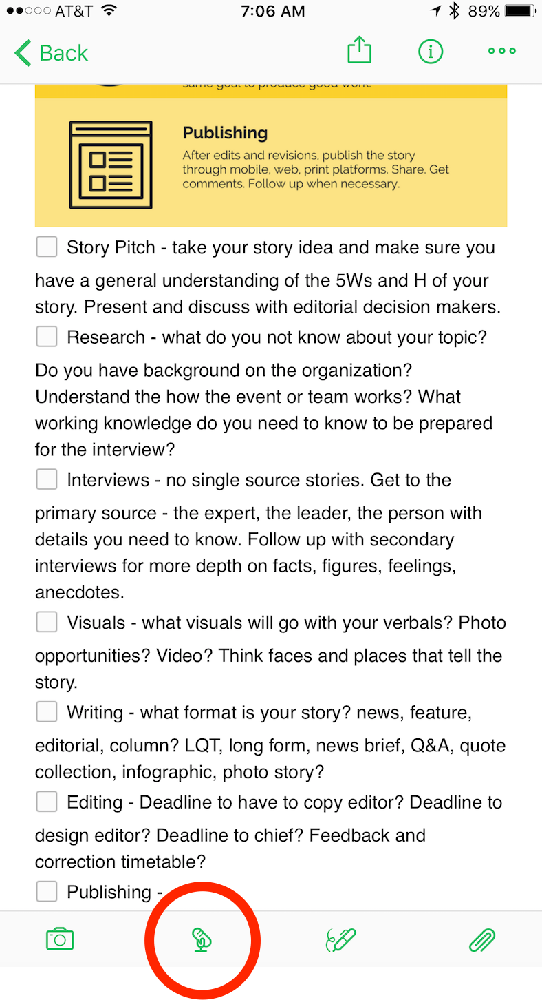 AT&T 7:06 AM 89%
Back
same goal to produce good work.
Publishing
After edits and revisions, publish the story
through mobile, web, print platforms. Share. Get
comments. Follow up when necessary.
Story Pitch - take your story idea and make sure you
have a general understanding of the 5Ws and H of your
story. Present and discuss with editorial decision makers.
Research - what do you not know about your topic?
Do you have background on the organization?
Understand the how the event or team works? What
working knowledge do you need to know to be prepared
for the interview?
Interviews - no single source stories. Get to the
primary source - the expert, the leader, the person with
details you need to know. Follow up with secondary
interviews for more depth on facts, figures, feelings,
anecdotes.
Visuals - what visuals will go with your verbals? Photo
opportunities? Video? Think faces and places that tell the
story.
Writing - what format is your story? news, feature,
editorial, column? LQT, long form, news brief, Q&A, quote
collection, infographic, photo story?
Editing - Deadline to have to copy editor? Deadline to
design editor? Deadline to chief? Feedback and
correction timetable?
Publishing -